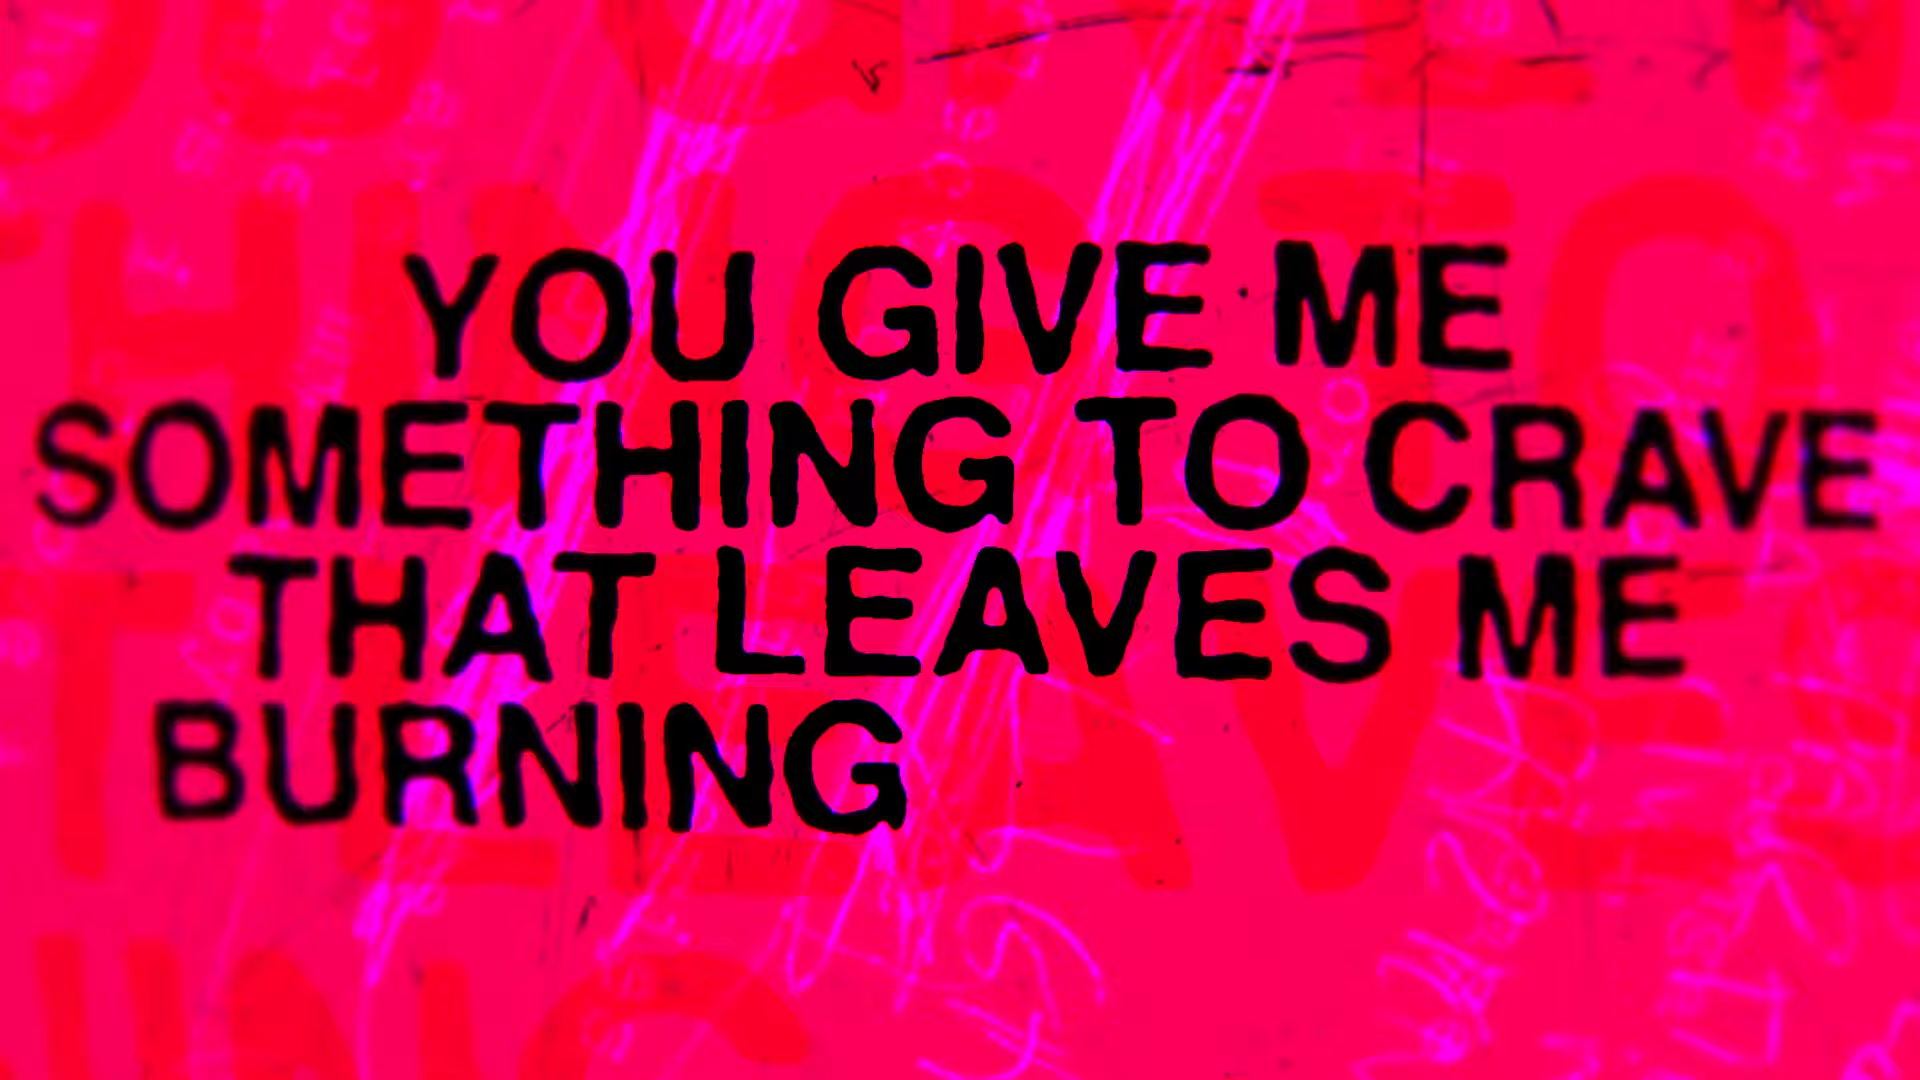 YOU GIVE ME
SOMETHING TO CRAVE
THAT LEAVES ME
BURNING